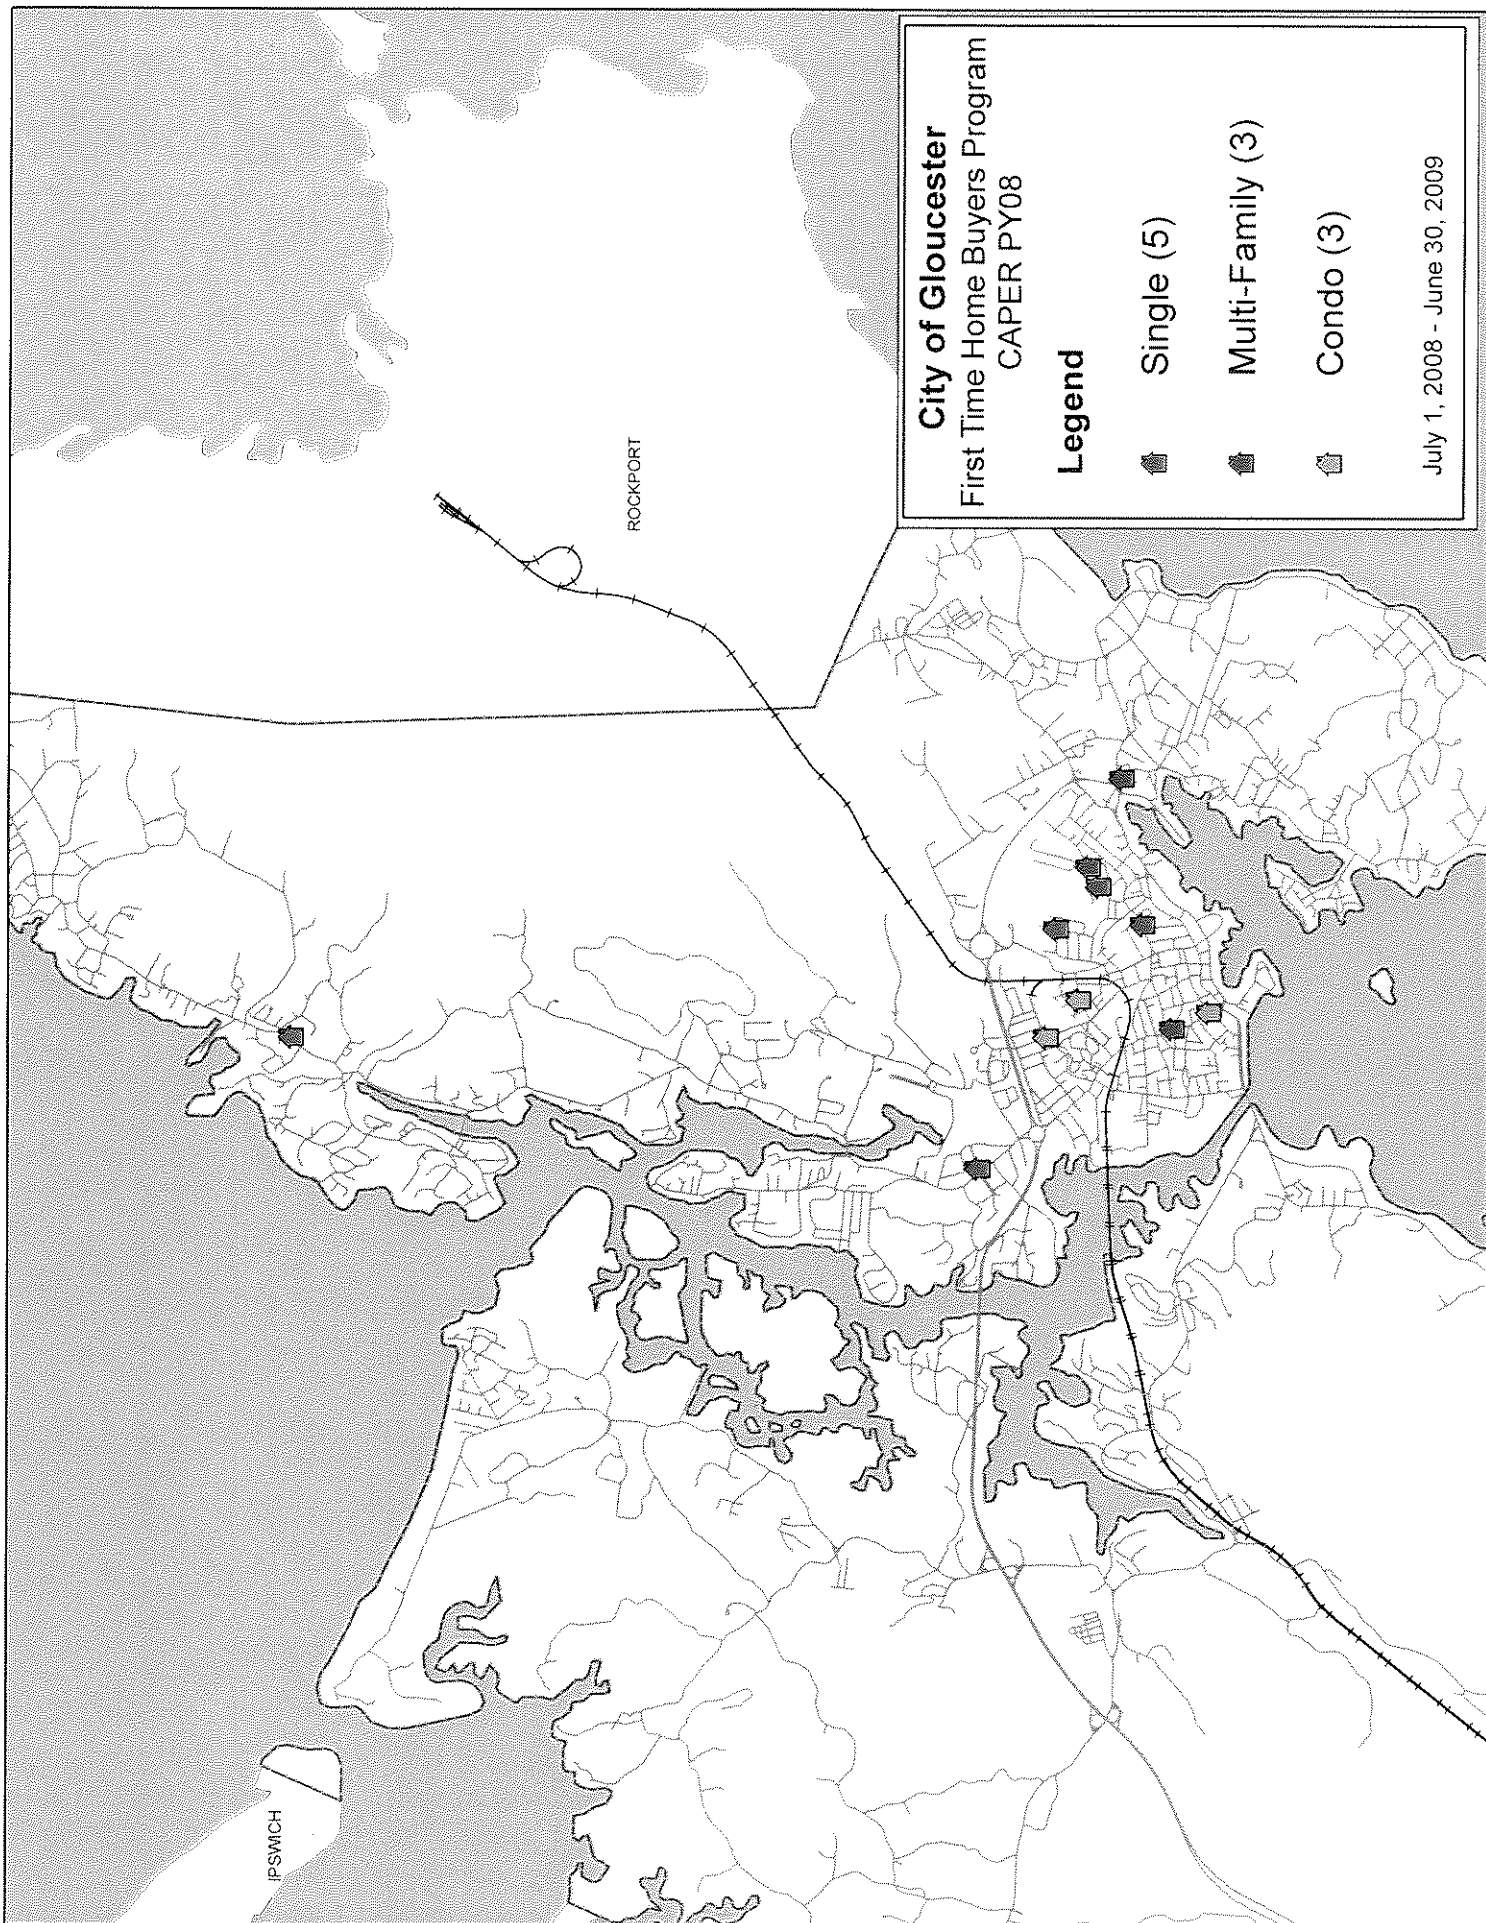 City of Gloucester
First Time Home Buyers Program
CAPER PY08
Legend
Single (5)
Multi-Family (3)
Condo (3)
July 1, 2008 - June 30, 2009
ROCKPORT
IPSWICH